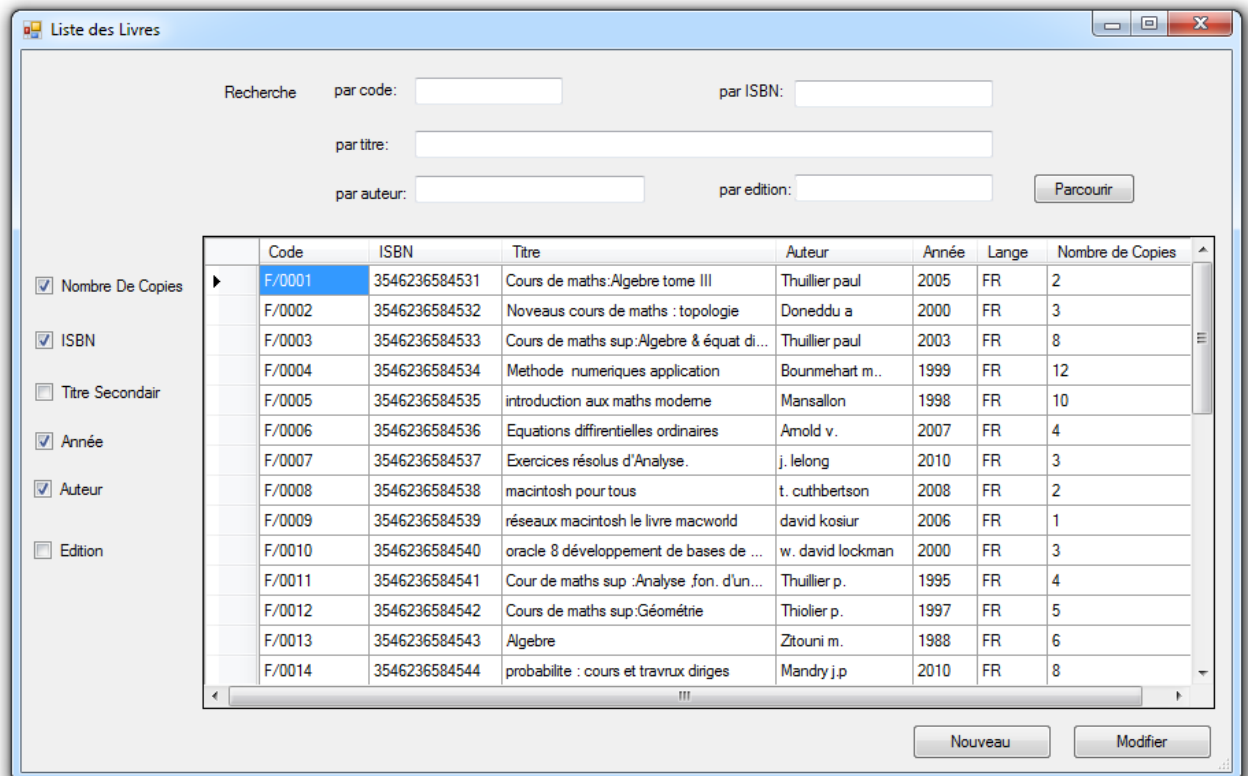 Liste des Livres
Recherche par code: par ISBN:
par titre:
par auteur: par edition: Parcourir
Code ISBN Titre Auteur Année Lange Nombre de Copies
F/0001 3546236584531 Cours de maths:Algebre tome III Thuillier paul 2005 FR 2
F/0002 3546236584532 Noveaus cours de maths : topologie Doneddu a 2000 FR 3
F/0003 3546236584533 Cours de maths sup:Algebre & équat di... Thuillier paul 2003 FR 8
F/0004 3546236584534 Methode numeriques application Bounmehart m.. 1999 FR 12
F/0005 3546236584535 introduction aux maths moderne Mansallon 1998 FR 10
F/0006 3546236584536 Equations diffirentielles ordinaires Arnold v. 2007 FR 4
F/0007 3546236584537 Exercices résolus d'Analyse. j. lelong 2010 FR 3
F/0008 3546236584538 macintosh pour tous t. cuthbertson 2008 FR 2
F/0009 3546236584539 réseaux macintosh le livre macworld david kosiur 2006 FR 1
F/0010 3546236584540 oracle 8 développement de bases de ... w. david lockman 2000 FR 3
F/0011 3546236584541 Cour de maths sup :Analyse ,fon. d'un... Thuillier p. 1995 FR 4
F/0012 3546236584542 Cours de maths sup:Géométrie Thiolier p. 1997 FR 5
F/0013 3546236584543 Algebre Zitouni m. 1988 FR 6
F/0014 3546236584544 probabilite : cours et travrux diriges Mandry j.p 2010 FR 8
Nombre De Copies
ISBN
Titre Secondair
Année
Auteur
Edition
Nouveau Modifier